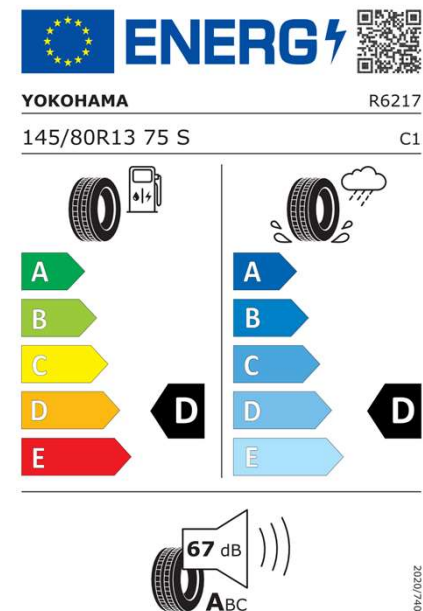 ENERG
YOKOHAMA R6217
145/80R13 75 S C1
A A
B B
C C
D D D D
E E
67 dB
ABC
2020/740